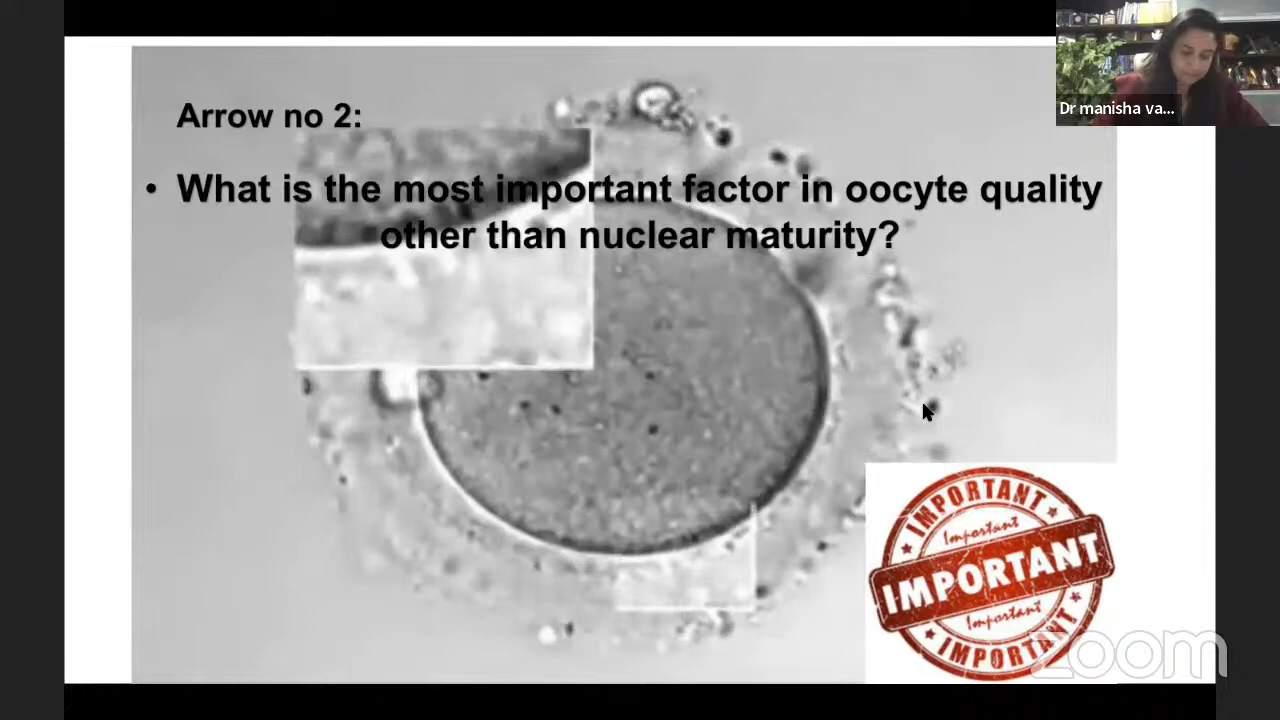 Dr manisha va...
Arrow no 2:
• What is the most important factor in oocyte quality
other than nuclear maturity?
IMPORTANT
Important
IMPORTANT
Important
IMPORTANT
zoom